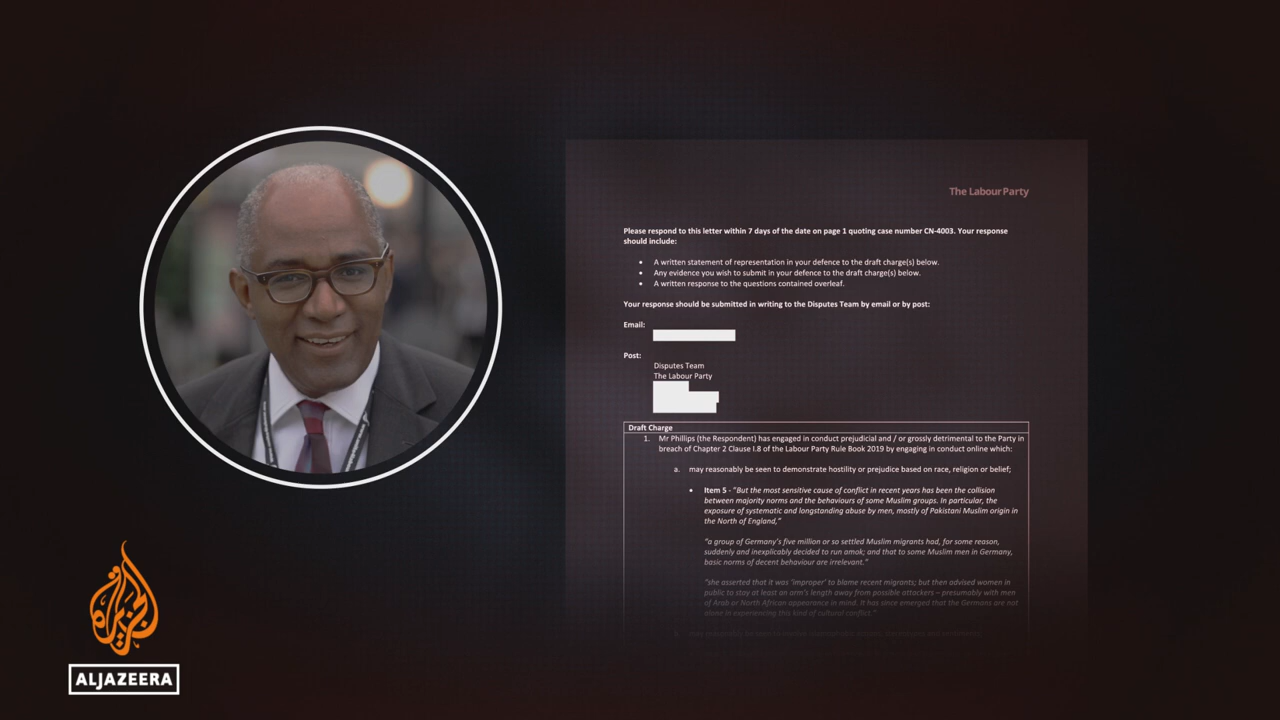 The Labour Party
Please respond to this letter within 7 days of the date on page 1 quoting case number CN-4003. Your response
should include:
• A written statement of representation in your defence to the draft charge(s) below.
• Any evidence you wish to submit in your defence to the draft charge(s) below.
• A written response to the questions contained overleaf.
Your response should be submitted in writing to the Disputes Team by email or by post:
Email:
Post:
Disputes Team
The Labour Party
Draft Charge
1. Mr Phillips (the Respondent) has engaged in conduct prejudicial and / or grossly detrimental to the Party in
breach of Chapter 2 Clause I.8 of the Labour Party Rule Book 2019 by engaging in conduct online which:
a. may reasonably be seen to demonstrate hostility or prejudice based on race, religion or belief;
• Item 5 - "But the most sensitive cause of conflict in recent years has been the collision
between majority norms and the behaviours of some Muslim groups. In particular, the
exposure of systematic and longstanding abuse by men, mostly of Pakistani Muslim origin in
the North of England,"
"a group of Germany's five million or so settled Muslim migrants had, for some reason,
suddenly and inexplicably decided to run amok; and that to some Muslim men in Germany,
basic norms of decent behaviour are irrelevant."
"she asserted that it was 'improper' to blame recent migrants; but then advised women in
public to stay at least an arm's length away from possible attackers – presumably with men
of Arab or North African appearance in mind. It has since emerged that the Germans are not
alone in experiencing this kind of cultural conflict."
may reasonably be seen to
الجزيرة
ALJAZEERA